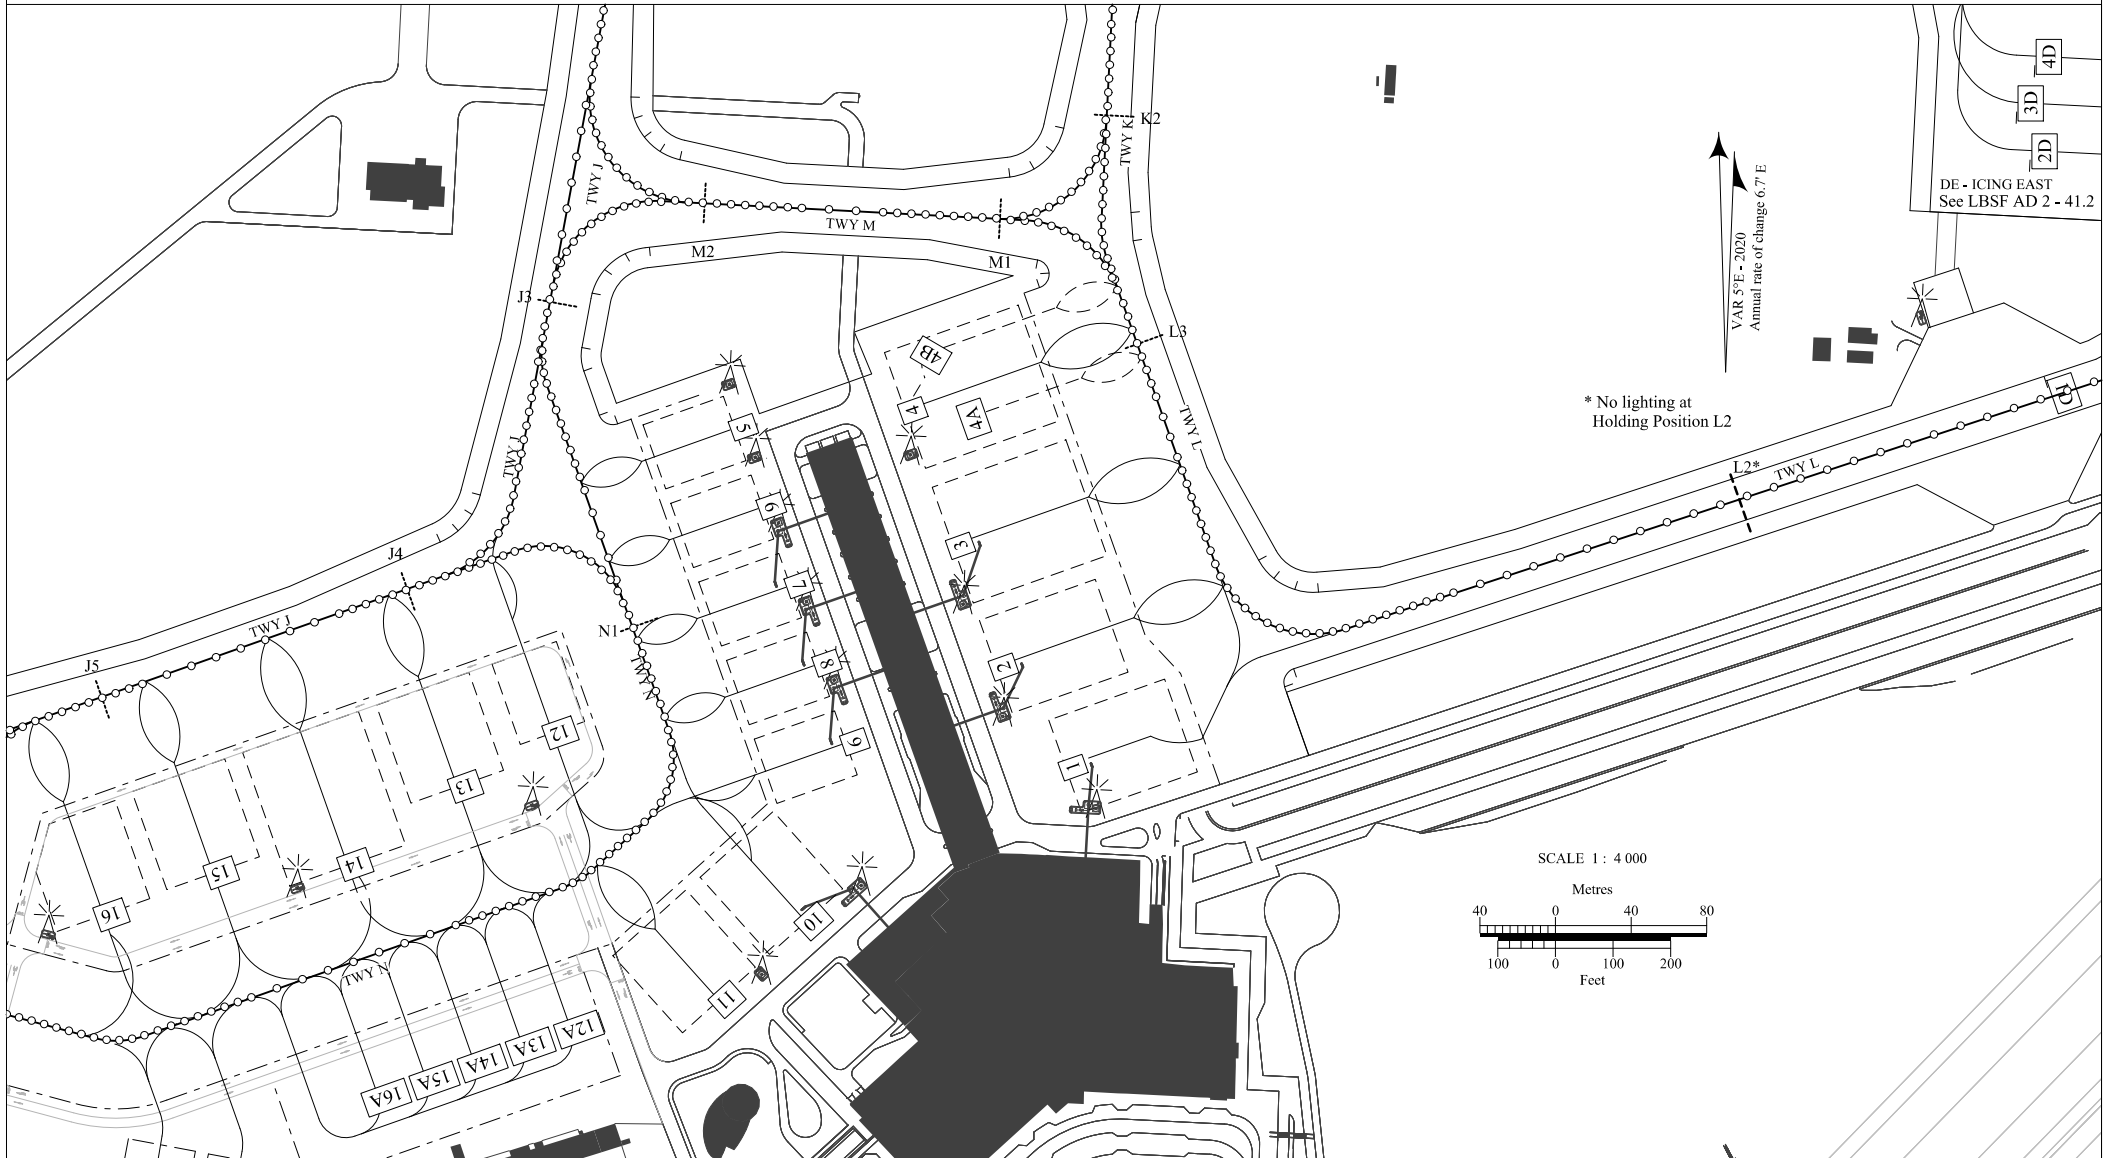 4D
3D
2D
DE - ICING EAST
See LBSF AD 2 - 41.2
K2
TWY K
TWY J
TWY M
M2
M1
J3
L3
VAR 5°E - 2020
Annual rate of change 6.7' E
4B
4
4A
5
TWY L
* No lighting at
Holding Position L2
L2*
TWY L
TWY J
6
3
J4
7
N1
TWY J
J5
8
2
TWY N
12
9
1
13
14
15
16
10
11
TWY N
12A
13A
14A
15A
16A
SCALE 1 : 4 000
Metres
40 0 40 80
100 0 100 200
Feet